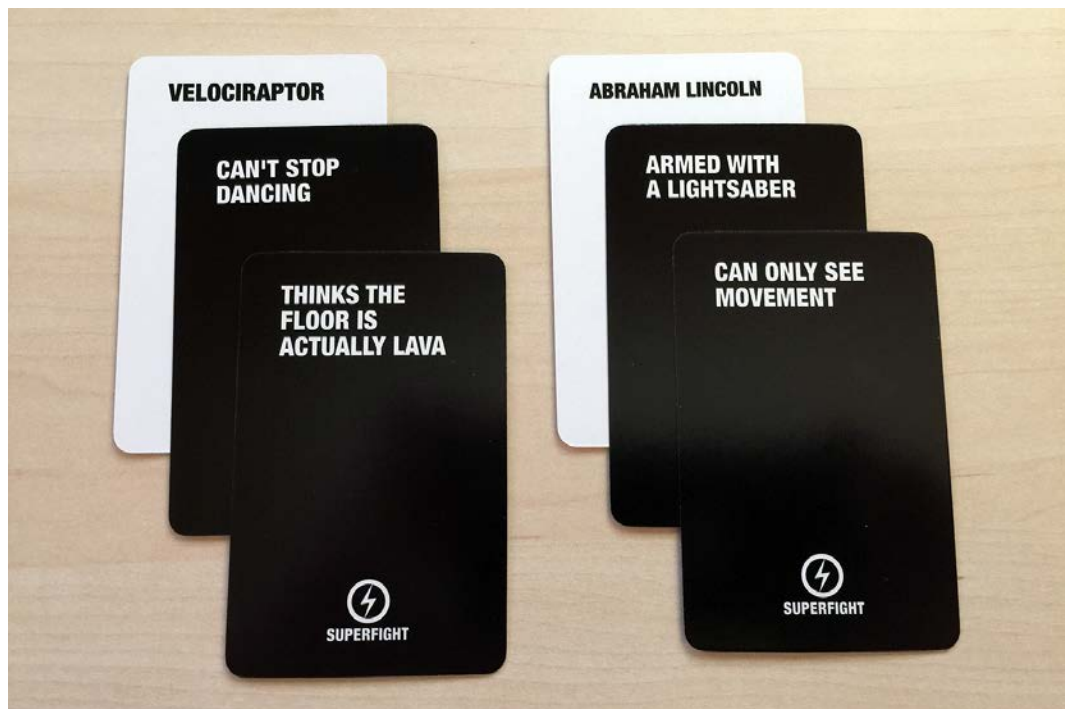 VELOCIRAPTOR
CAN'T STOP
DANCING
THINKS THE
FLOOR IS
ACTUALLY LAVA
SUPERFIGHT
ABRAHAM LINCOLN
ARMED WITH
A LIGHTSABER
CAN ONLY SEE
MOVEMENT
SUPERFIGHT